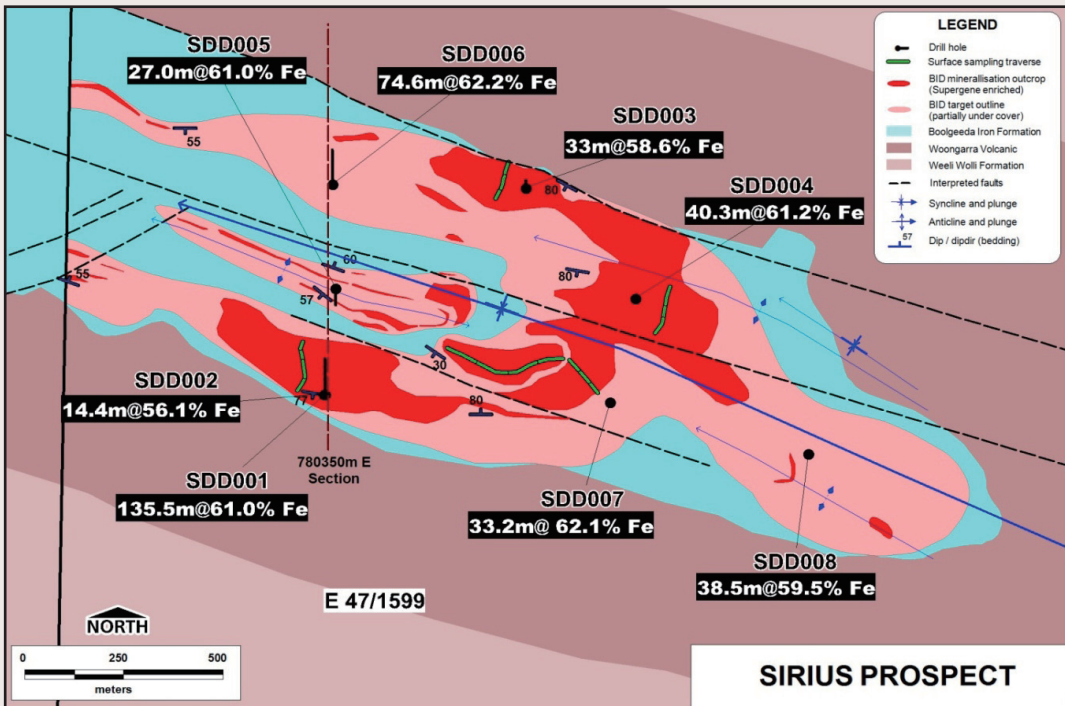 SDD005
27.0m@61.0% Fe
SDD006
74.6m@62.2% Fe
SDD003
33m@58.6% Fe
SDD004
40.3m@61.2% Fe
LEGEND
Drill hole
Surface sampling traverse
BID mineralisation outcrop
(Supergene enriched)
BID target outline
(partially under cover)
Boolgeeda Iron Formation
Woongarra Volcanic
Weeli Wolli Formation
Interpreted faults
Syncline and plunge
Anticline and plunge
57
Dip / dipdir (bedding)
55
80
60
80
55
57
30
77
80
SDD002
14.4m@56.1% Fe
780350m E
Section
SDD001
135.5m@61.0% Fe
SDD007
33.2m@ 62.1% Fe
SDD008
38.5m@59.5% Fe
E 47/1599
NORTH
0 250 500
meters
SIRIUS PROSPECT